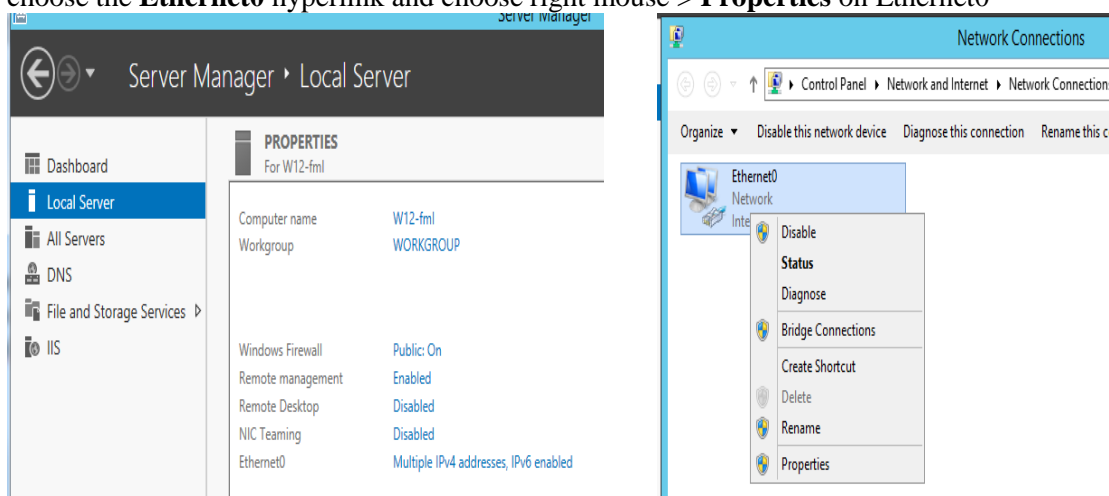 choose the Ethernet0 hyperlink and choose right mouse > Properties on Ethernet0
Server Manager
Server Manager • Local Server
Dashboard
Local Server
All Servers
DNS
File and Storage Services
IIS
PROPERTIES
For W12-fml
Computer name W12-fml
Workgroup WORKGROUP
Windows Firewall Public: On
Remote management Enabled
Remote Desktop Disabled
NIC Teaming Disabled
Ethernet0 Multiple IPv4 addresses, IPv6 enabled
Network Connections
Control Panel Network and Internet Network Connections
Organize Disable this network device Diagnose this connection Rename this c
Ethernet0
Network
Inte
Disable
Status
Diagnose
Bridge Connections
Create Shortcut
Delete
Rename
Properties